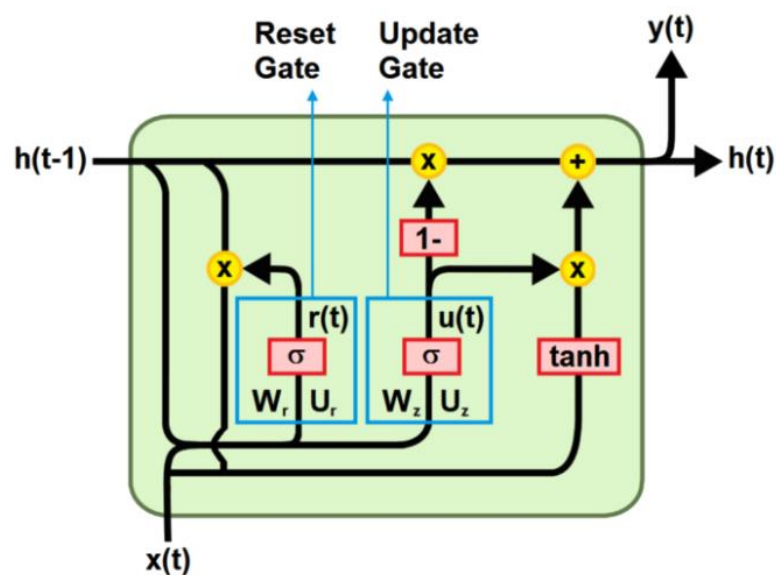 Reset
Gate
Update
Gate
y(t)
h(t-1)
x
+
h(t)
1-
x
x
r(t)
u(t)
σ
σ
tanh
Wr Ur
Wz Uz
x(t)